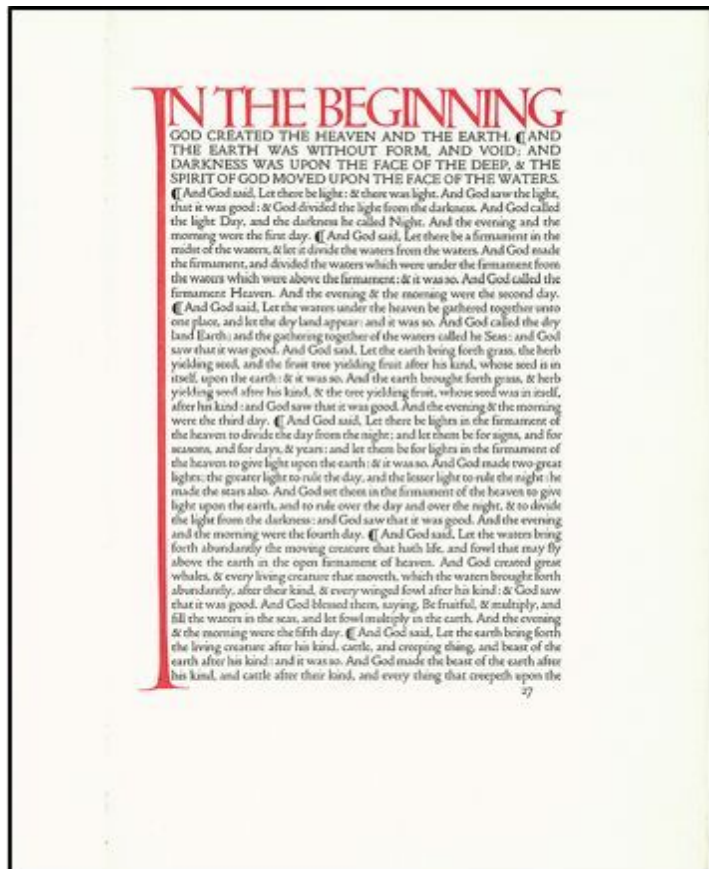 IN THE BEGINNING
GOD CREATED THE HEAVEN AND THE EARTH. ¶ AND
THE EARTH WAS WITHOUT FORM, AND VOID; AND
DARKNESS WAS UPON THE FACE OF THE DEEP, & THE
SPIRIT OF GOD MOVED UPON THE FACE OF THE WATERS.
¶ And God said, Let there be light: & there was light. And God saw the light,
that it was good: & God divided the light from the darkness. And God called
the light Day, and the darkness he called Night. And the evening and the
morning were the first day. ¶ And God said, Let there be a firmament in the
midst of the waters, & let it divide the waters from the waters. And God made
the firmament, and divided the waters which were under the firmament from
the waters which were above the firmament: & it was so. And God called the
firmament Heaven. And the evening & the morning were the second day.
¶ And God said, Let the waters under the heaven be gathered together unto
one place, and let the dry land appear: and it was so. And God called the dry
land Earth; and the gathering together of the waters called he Seas: and God
saw that it was good. And God said, Let the earth bring forth grass, the herb
yielding seed, and the fruit tree yielding fruit after his kind, whose seed is in
itself, upon the earth: & it was so. And the earth brought forth grass, & herb
yielding seed after his kind, & the tree yielding fruit, whose seed was in itself,
after his kind: and God saw that it was good. And the evening & the morning
were the third day. ¶ And God said, Let there be lights in the firmament of
the heaven to divide the day from the night; and let them be for signs, and for
seasons, and for days, & years: and let them be for lights in the firmament of
the heaven to give light upon the earth: & it was so. And God made two great
lights; the greater light to rule the day, and the lesser light to rule the night: he
made the stars also. And God set them in the firmament of the heaven to give
light upon the earth, and to rule over the day and over the night, & to divide
the light from the darkness: and God saw that it was good. And the evening
and the morning were the fourth day. ¶ And God said, Let the waters bring
forth abundantly the moving creature that hath life, and fowl that may fly
above the earth in the open firmament of heaven. And God created great
whales, & every living creature that moveth, which the waters brought forth
abundantly, after their kind, & every winged fowl after his kind: & God saw
that it was good. And God blessed them, saying, Be fruitful, & multiply, and
fill the waters in the seas, and let fowl multiply in the earth. And the evening
& the morning were the fifth day. ¶ And God said, Let the earth bring forth
the living creature after his kind, cattle, and creeping thing, and beast of the
earth after his kind: and it was so. And God made the beast of the earth after
his kind, and cattle after their kind, and every thing that creepeth upon the
27